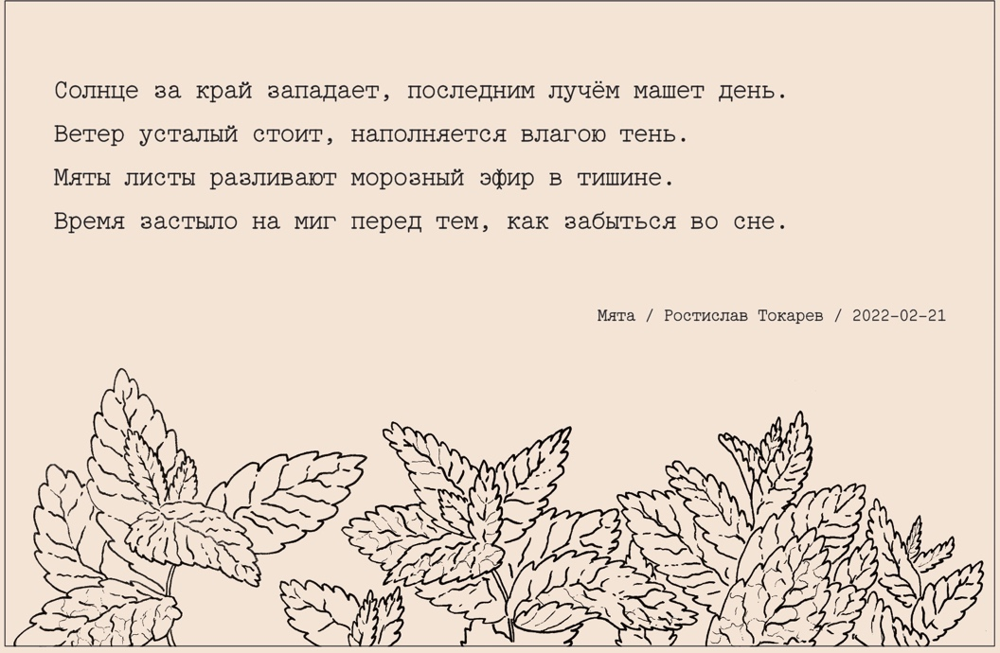 Солнце за край западает, последним лучём машет день.
Ветер усталый стоит, наполняется влагою тень.
Мяты листы разливают морозный эфир в тишине.
Время застыло на миг перед тем, как забыться во сне.
Мята / Ростислав Токарев / 2022-02-21